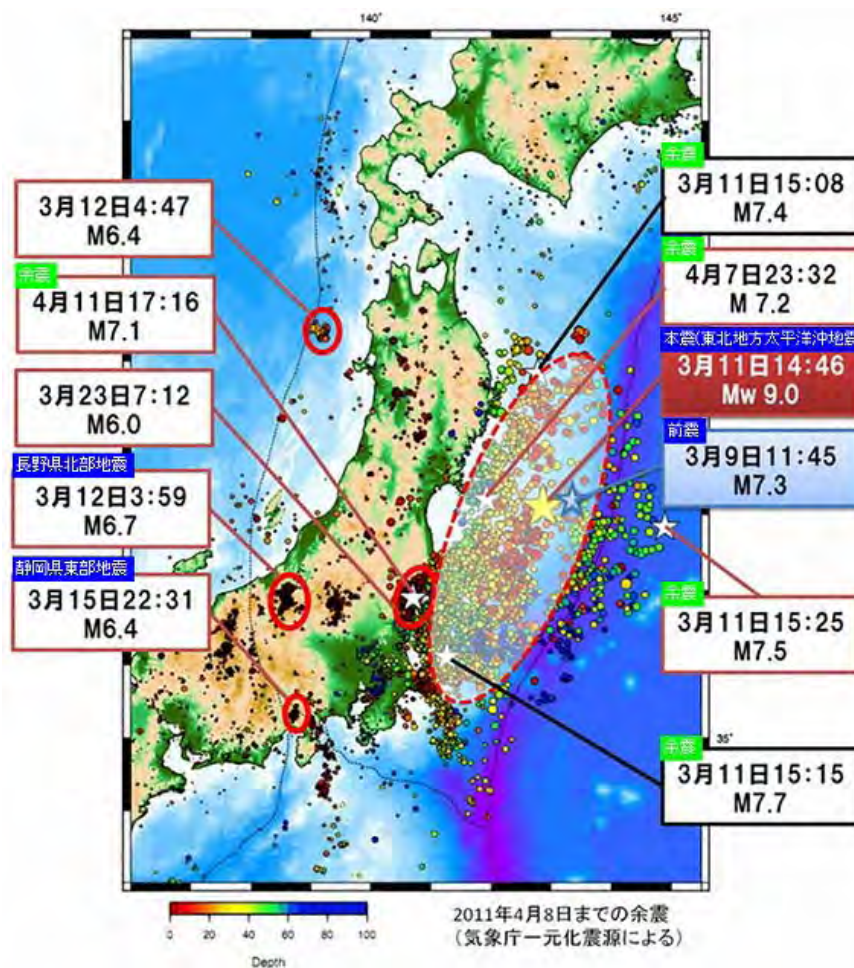 140°
145°
3月12日4:47
M6.4
余震
4月11日17:16
M7.1
3月23日7:12
M6.0
長野県北部地震
3月12日3:59
M6.7
静岡県東部地震
3月15日22:31
M6.4
余震
3月11日15:08
M7.4
余震
4月7日23:32
M 7.2
本震(東北地方太平洋沖地震
3月11日14:46
Mw 9.0
前震
3月9日11:45
M7.3
余震
3月11日15:25
M7.5
35°
余震
3月11日15:15
M7.7
0 20 40 60 80 100
Depth
2011年4月8日までの余震
(気象庁一元化震源による)